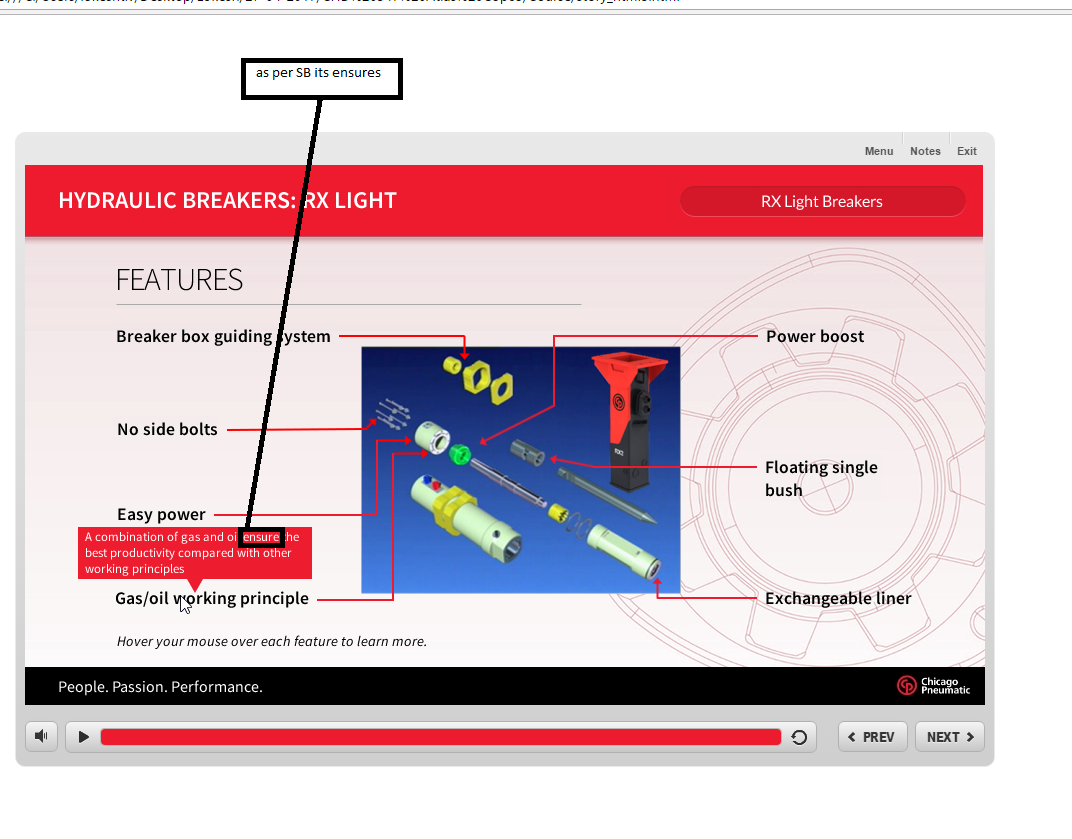 as per SB its ensures
Menu Notes Exit
HYDRAULIC BREAKERS: RX LIGHT
RX Light Breakers
FEATURES
Breaker box guiding system
Power boost
No side bolts
Floating single
bush
Easy power
A combination of gas and oil ensure the
best productivity compared with other
working principles
Gas/oil working principle
Exchangeable liner
Hover your mouse over each feature to learn more.
People. Passion. Performance.
Chicago
Pneumatic
PREV
NEXT